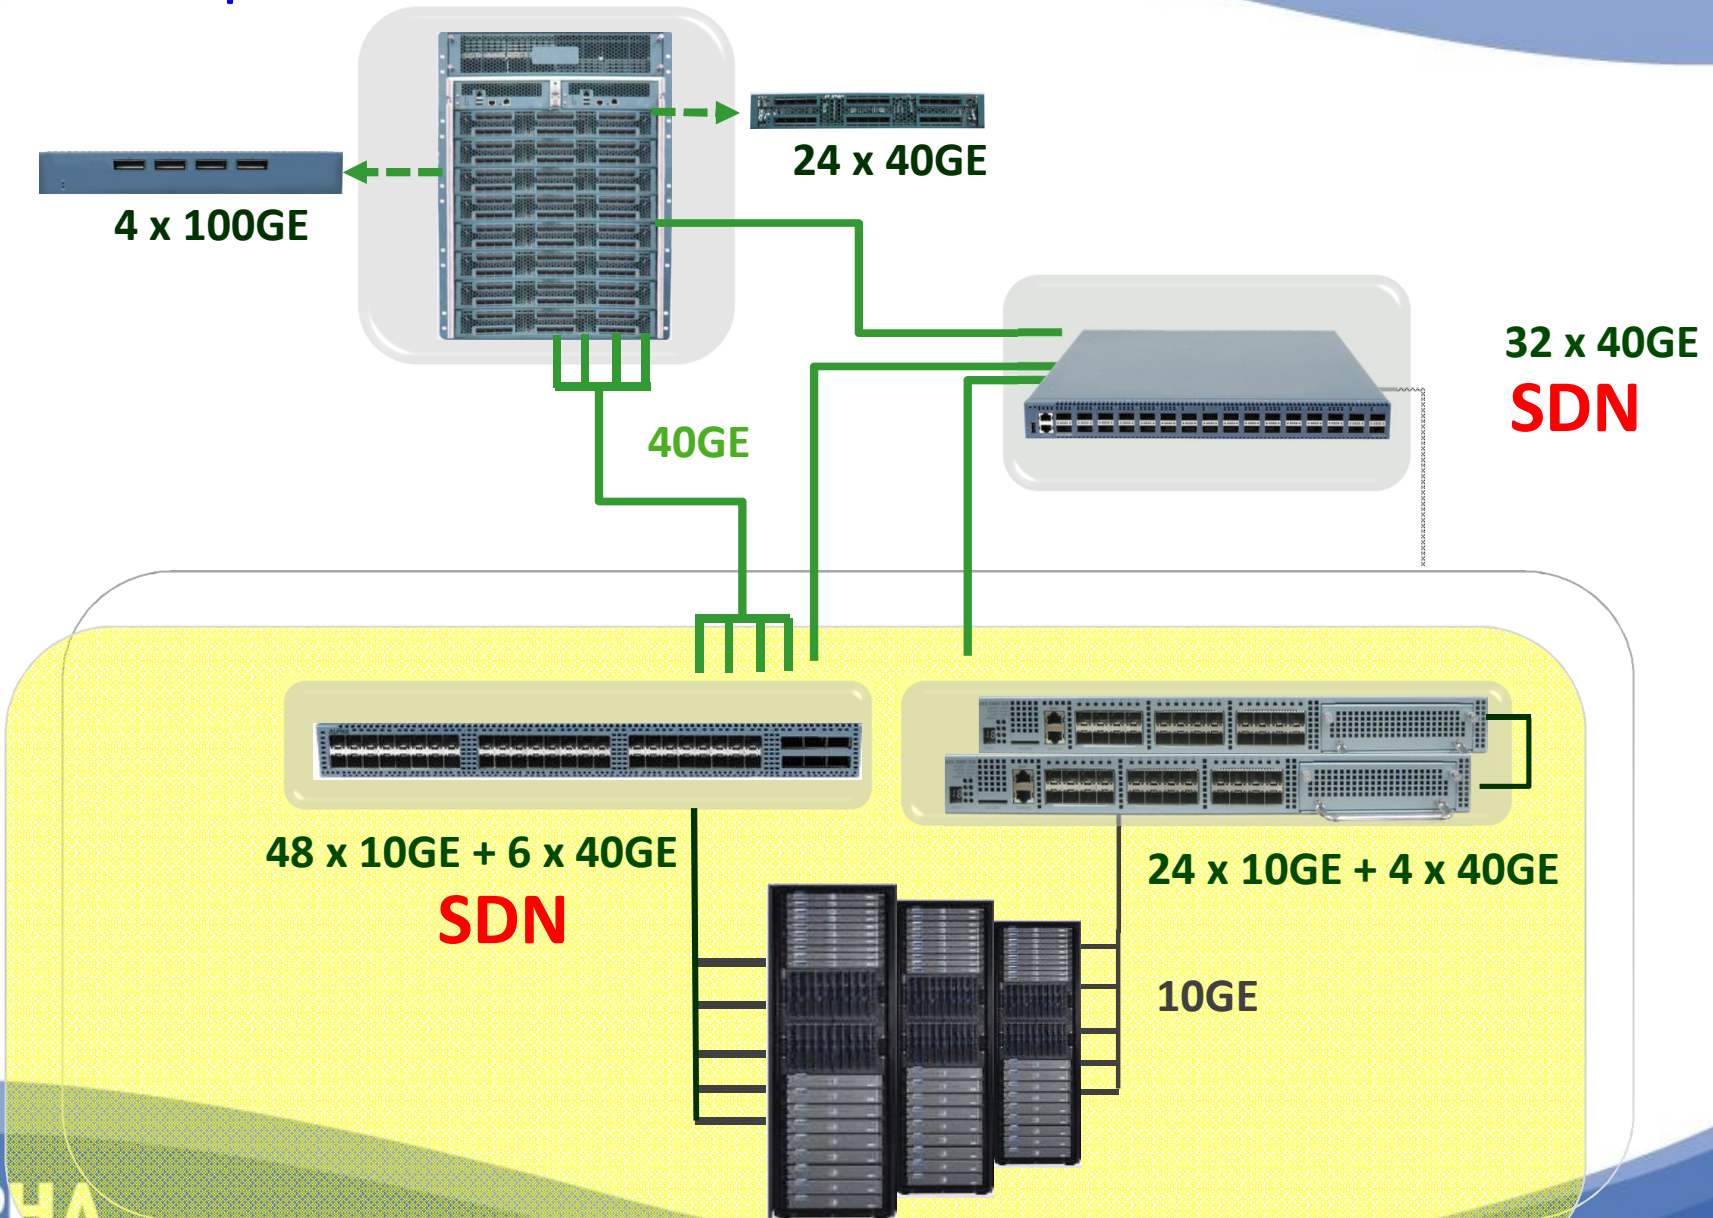 24 x 40GE
4 x 100GE
32 x 40GE
SDN
40GE
48 x 10GE + 6 x 40GE
SDN
24 x 10GE + 4 x 40GE
10GE